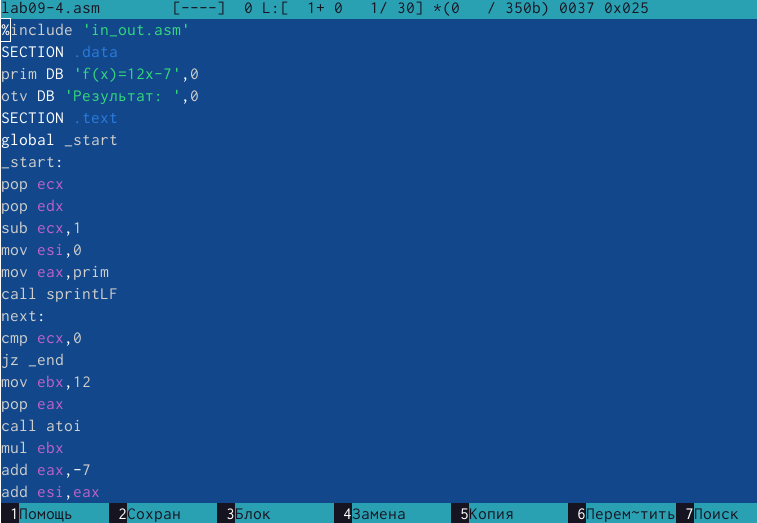 lab09-4.asm [----] 0 L:[ 1+ 0 1/ 30] *(0 / 350b) 0037 0x025
%include 'in_out.asm'
SECTION .data
prim DB 'f(x)=12x-7',0
otv DB 'Результат: ',0
SECTION .text
global _start
_start:
pop ecx
pop edx
sub ecx,1
mov esi,0
mov eax,prim
call sprintLF
next:
cmp ecx,0
jz _end
mov ebx,12
pop eax
call atoi
mul ebx
add eax,-7
add esi,eax
1Помощь 2Сохран 3Блок 4Замена 5Копия 6Перем~тить 7Поиск